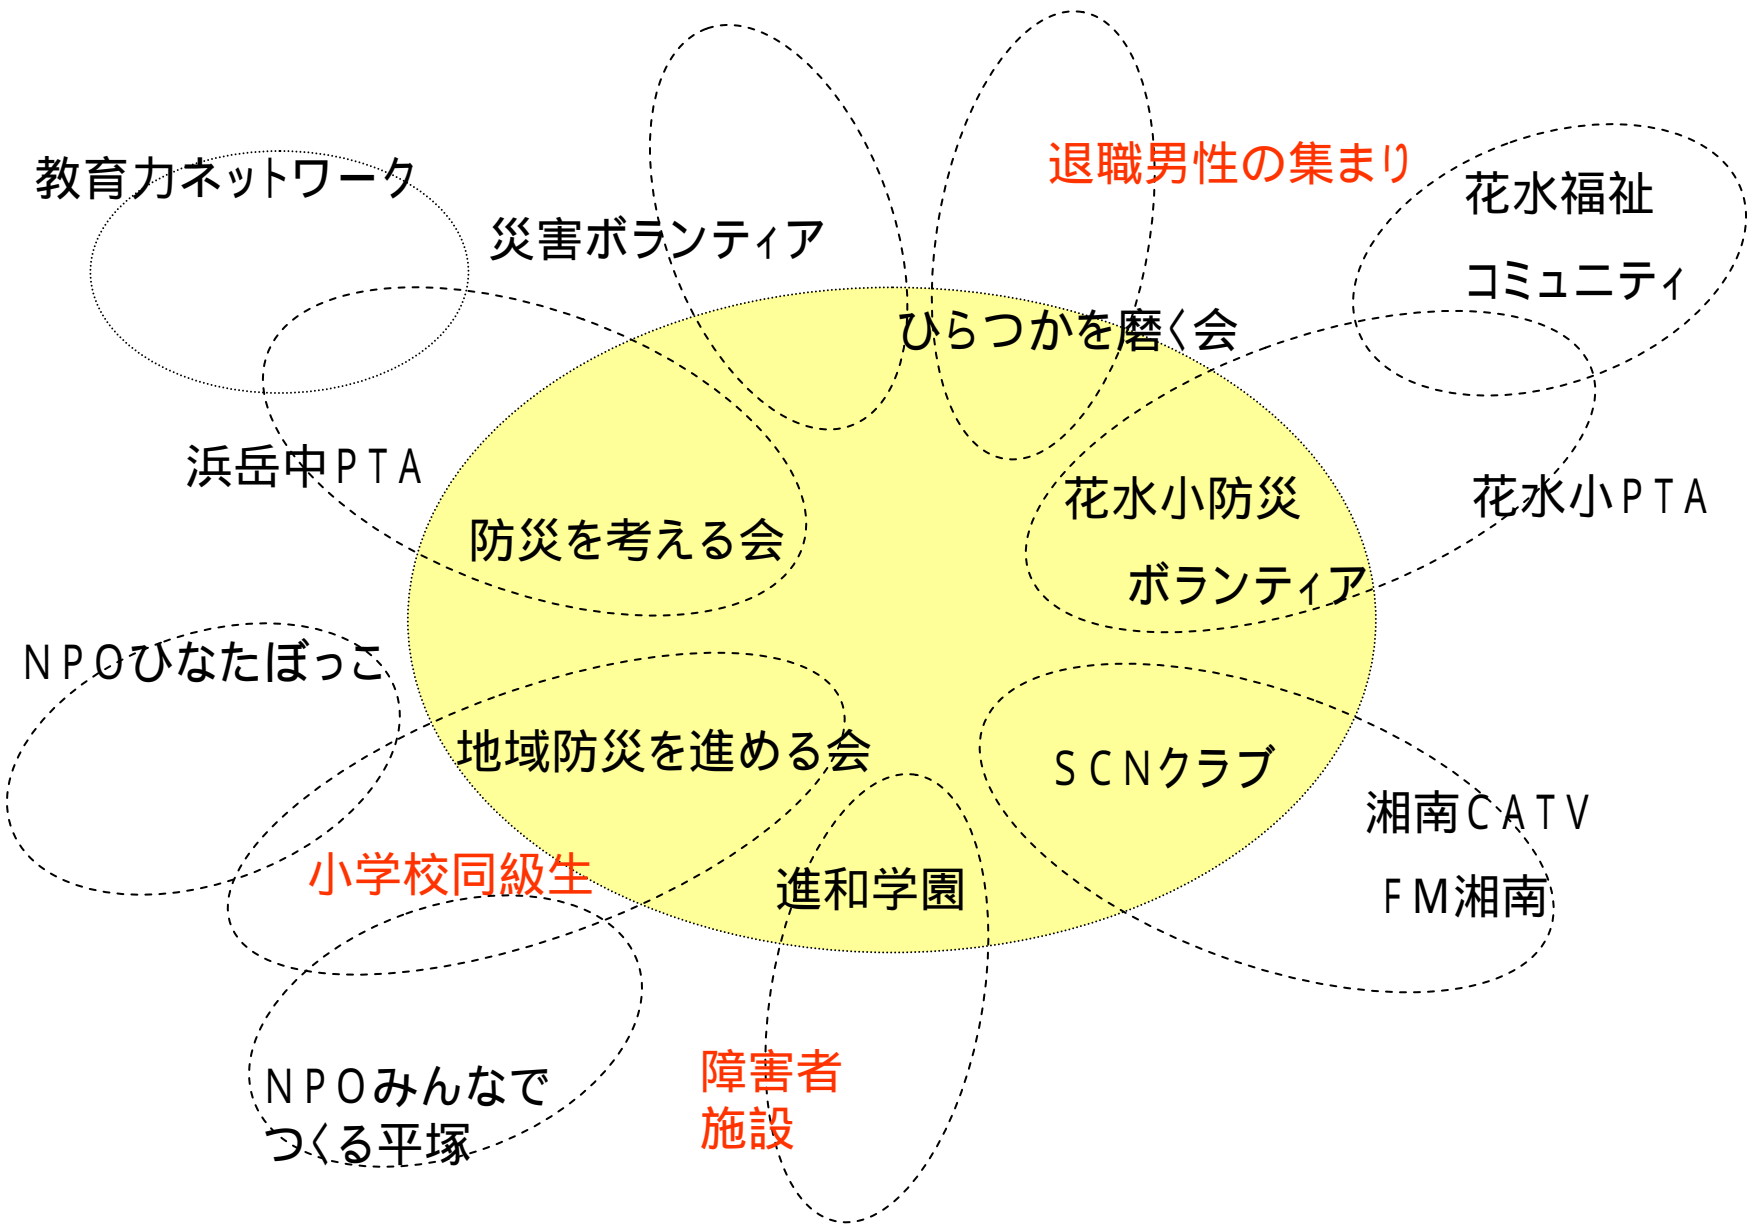 退職男性の集まり
教育力ネットワーク
花水福祉
コミュニティ
災害ボランティア
ひらつかを磨く会
浜岳中PTA
花水小防災
ボランティア
花水小PTA
防災を考える会
NPOひなたぼっこ
地域防災を進める会
SCNクラブ
湘南CATV
FM湘南
小学校同級生
進和学園
NPOみんなで
つくる平塚
障害者
施設